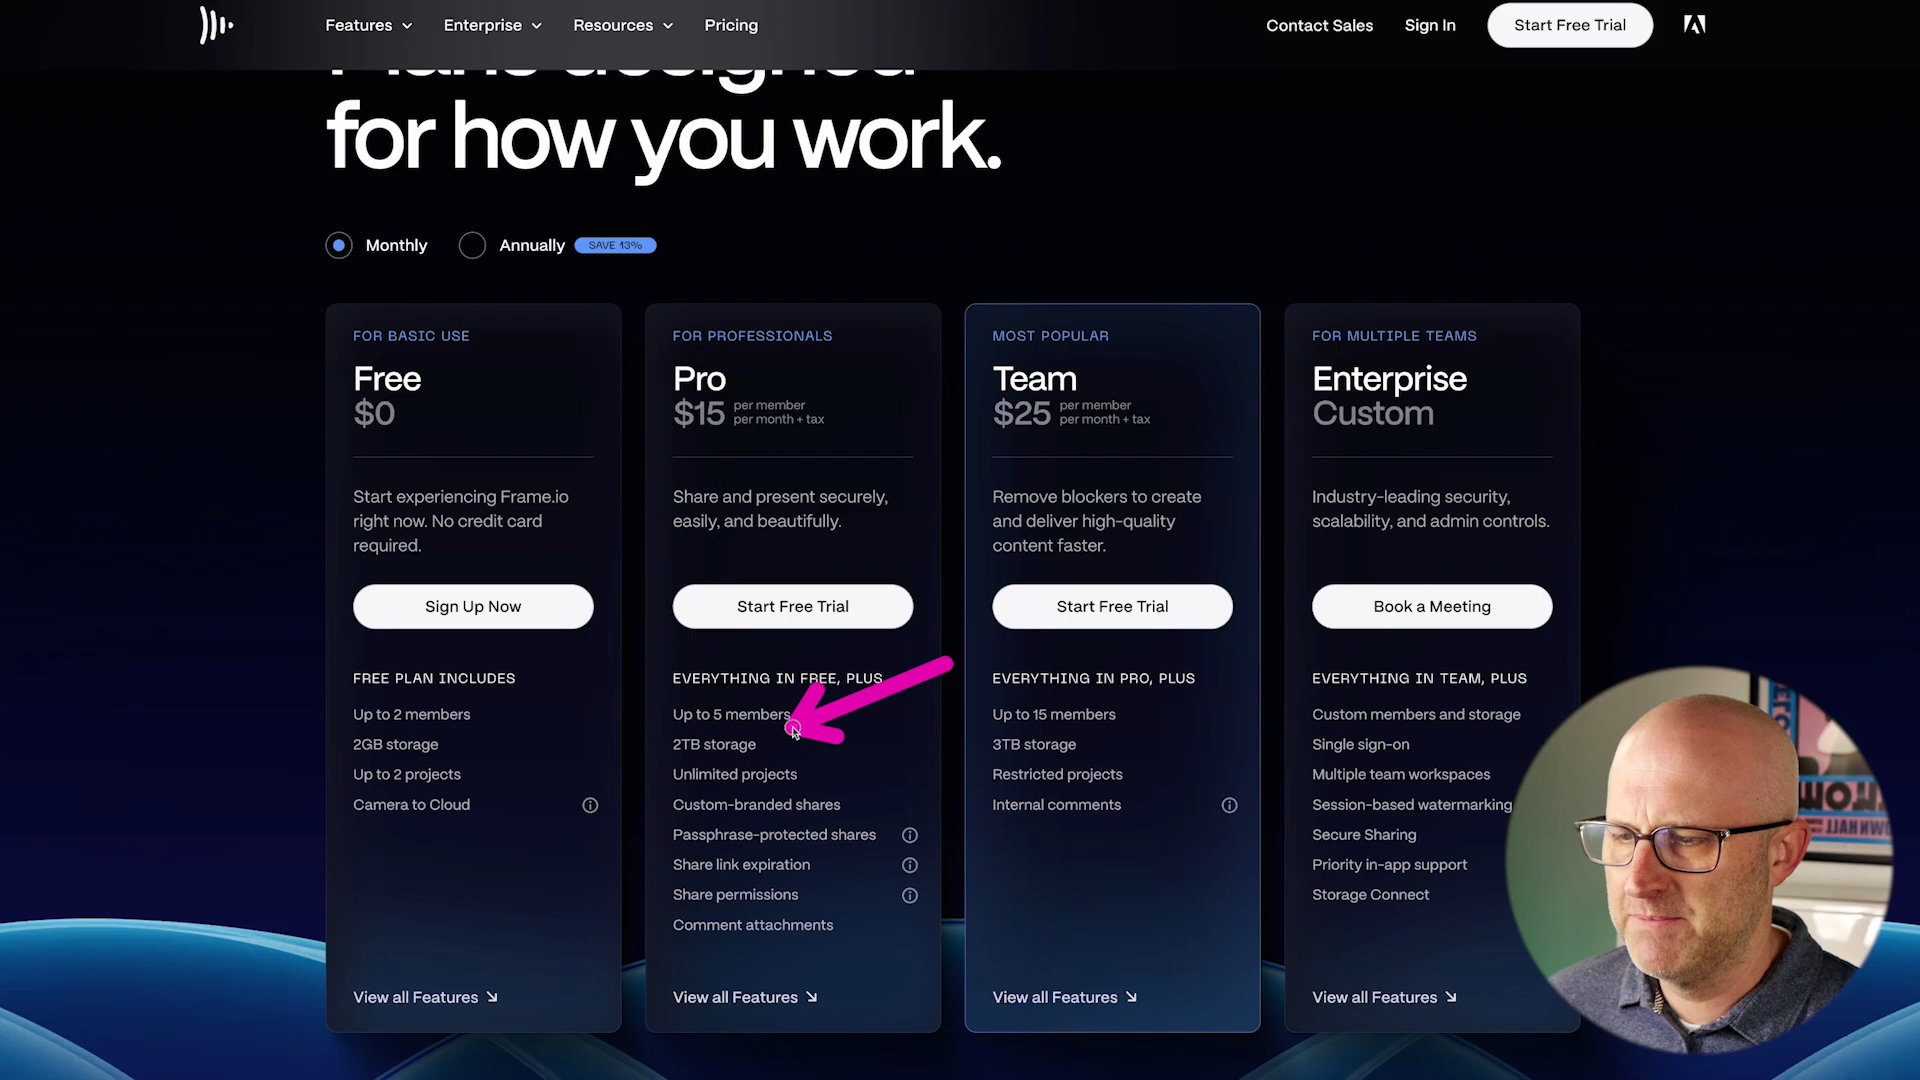 Features
Enterprise
Resources
Pricing
Contact Sales
Sign In
Start Free Trial
Plans designed
for how you work.
Monthly
Annually
SAVE 13%
FOR BASIC USE
Free
$0
Start experiencing Frame.io
right now. No credit card
required.
Sign Up Now
FREE PLAN INCLUDES
Up to 2 members
2GB storage
Up to 2 projects
Camera to Cloud
View all Features
FOR PROFESSIONALS
Pro
$15 per member
per month + tax
Share and present securely,
easily, and beautifully.
Start Free Trial
EVERYTHING IN FREE, PLUS
Up to 5 members
2TB storage
Unlimited projects
Custom-branded shares
Passphrase-protected shares
Share link expiration
Share permissions
Comment attachments
View all Features
MOST POPULAR
Team
$25 per member
per month + tax
Remove blockers to create
and deliver high-quality
content faster.
Start Free Trial
EVERYTHING IN PRO, PLUS
Up to 15 members
3TB storage
Restricted projects
Internal comments
View all Features
FOR MULTIPLE TEAMS
Enterprise
Custom
Industry-leading security,
scalability, and admin controls.
Book a Meeting
EVERYTHING IN TEAM, PLUS
Custom members and storage
Single sign-on
Multiple team workspaces
Session-based watermarking
Secure Sharing
Priority in-app support
Storage Connect
View all Features